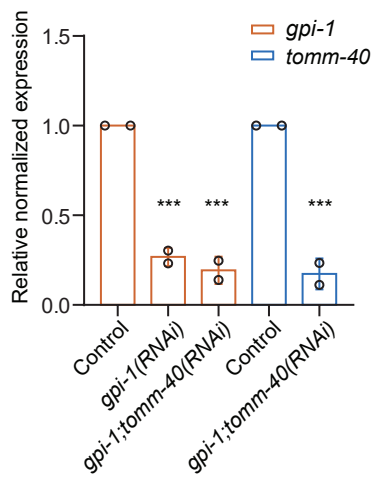 gpi-1
tomm-40
Relative normalized expression
1.5
1.0
0.5
0.0
*** *** ***
Control
gpi-1(RNAi)
gpi-1;tomm-40(RNAi)
Control
gpi-1;tomm-40(RNAi)